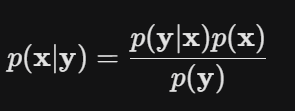 p(x|y) = p(y|x)p(x) / p(y)